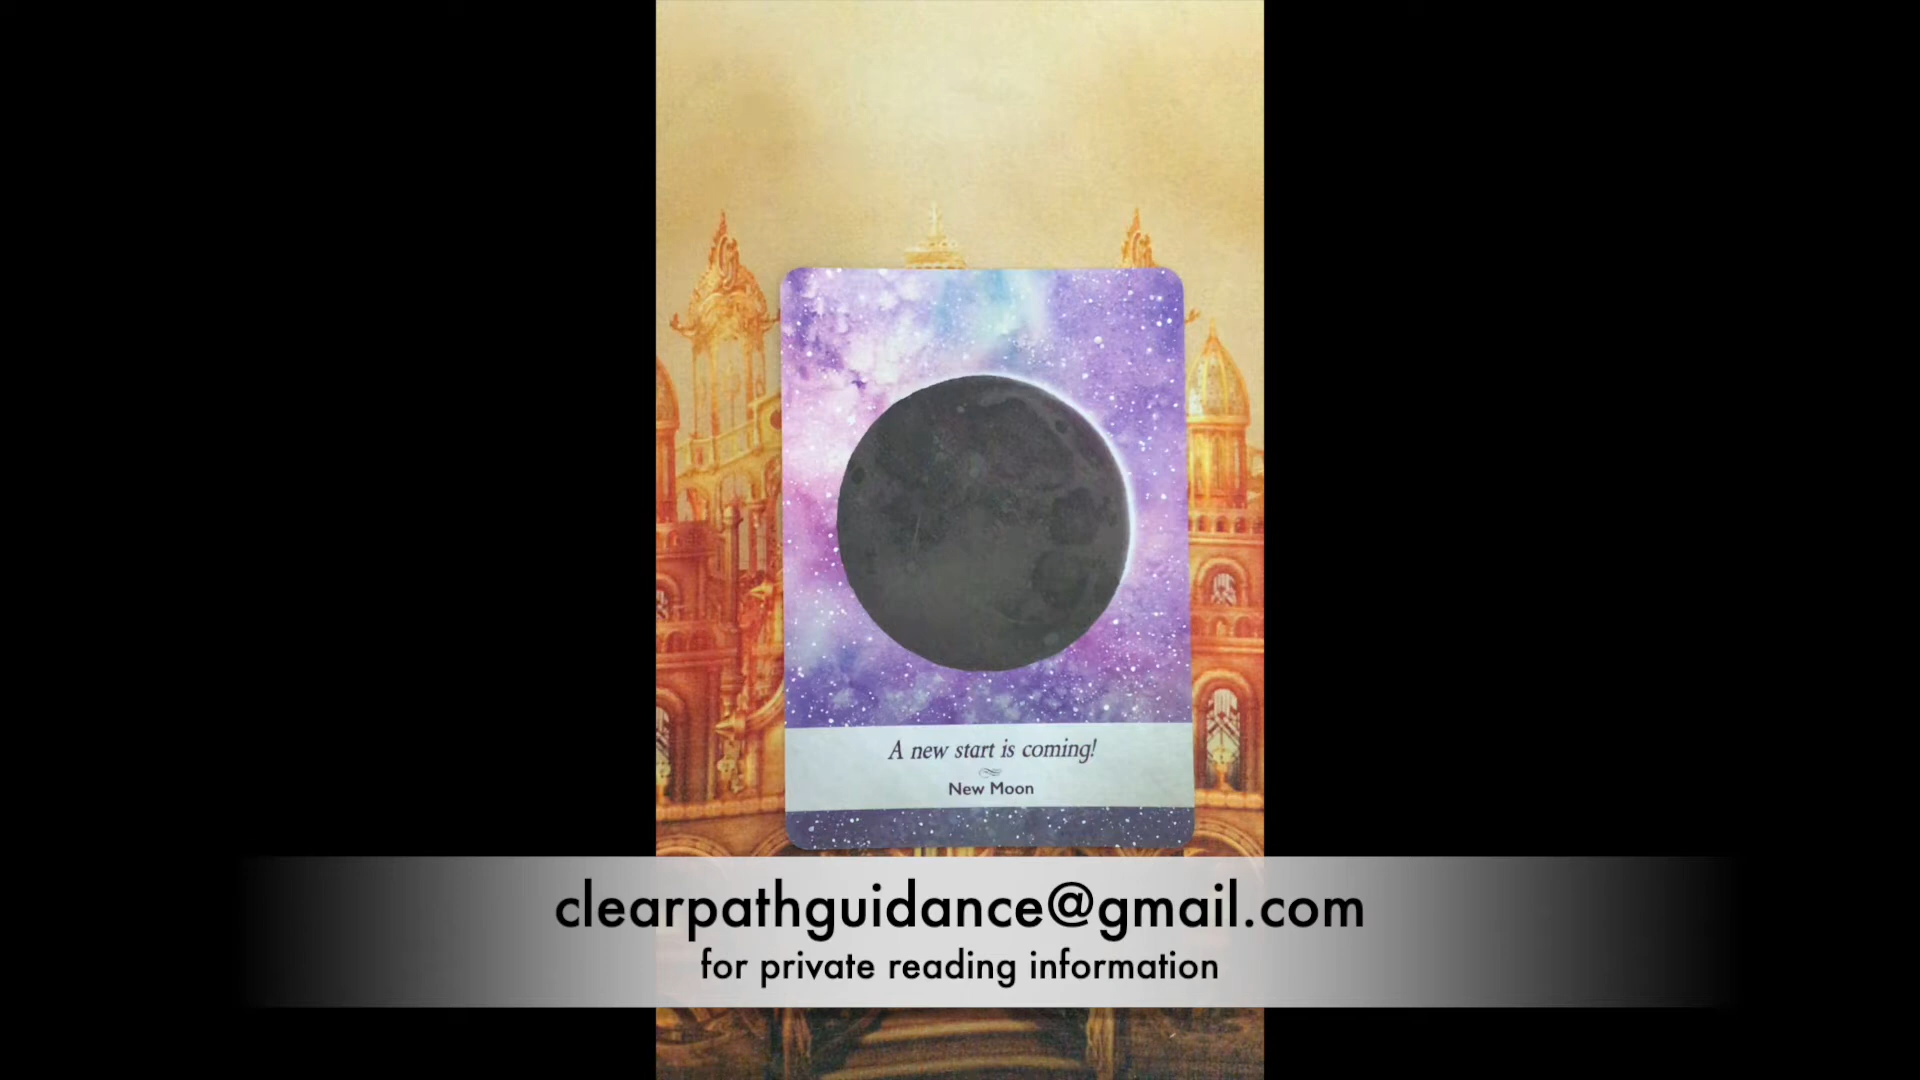 A new start is coming!
New Moon
clearpathguidance@gmail.com
for private reading information